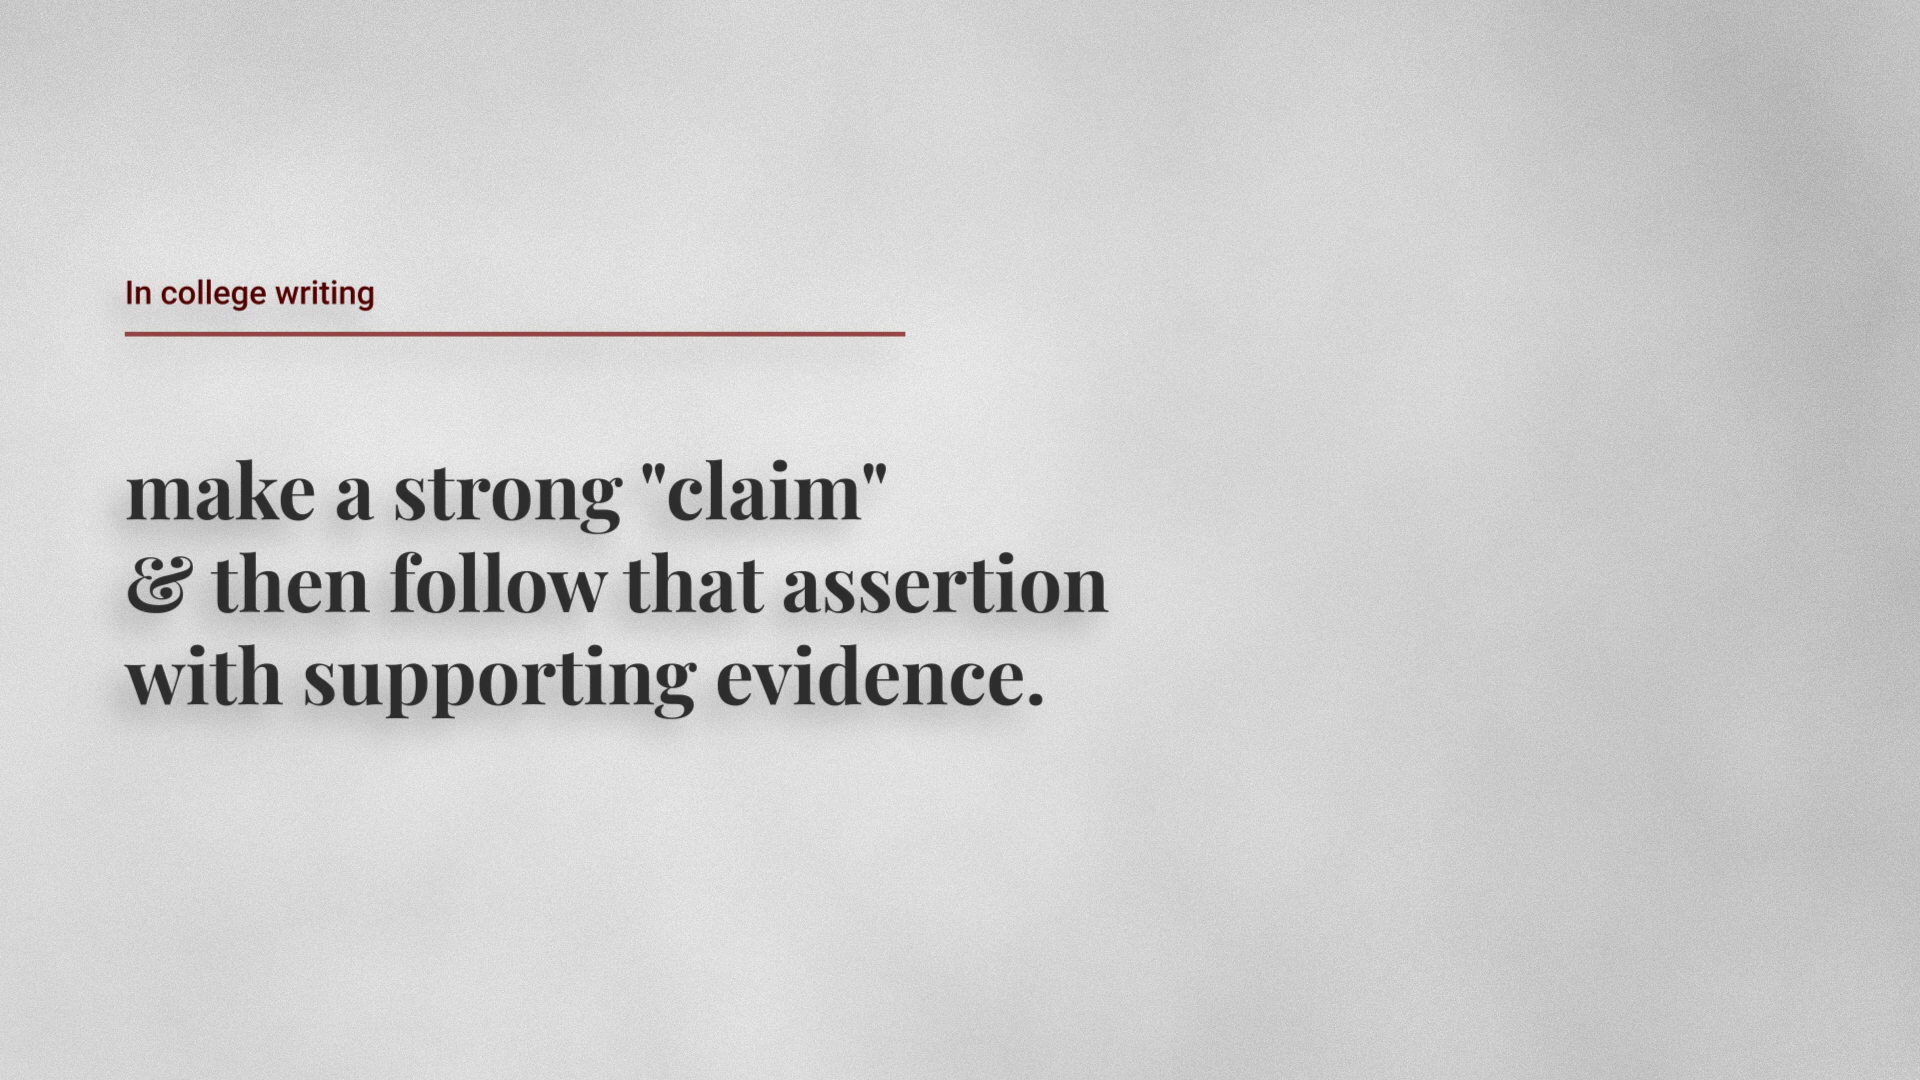 In college writing
make a strong "claim"
& then follow that assertion
with supporting evidence.